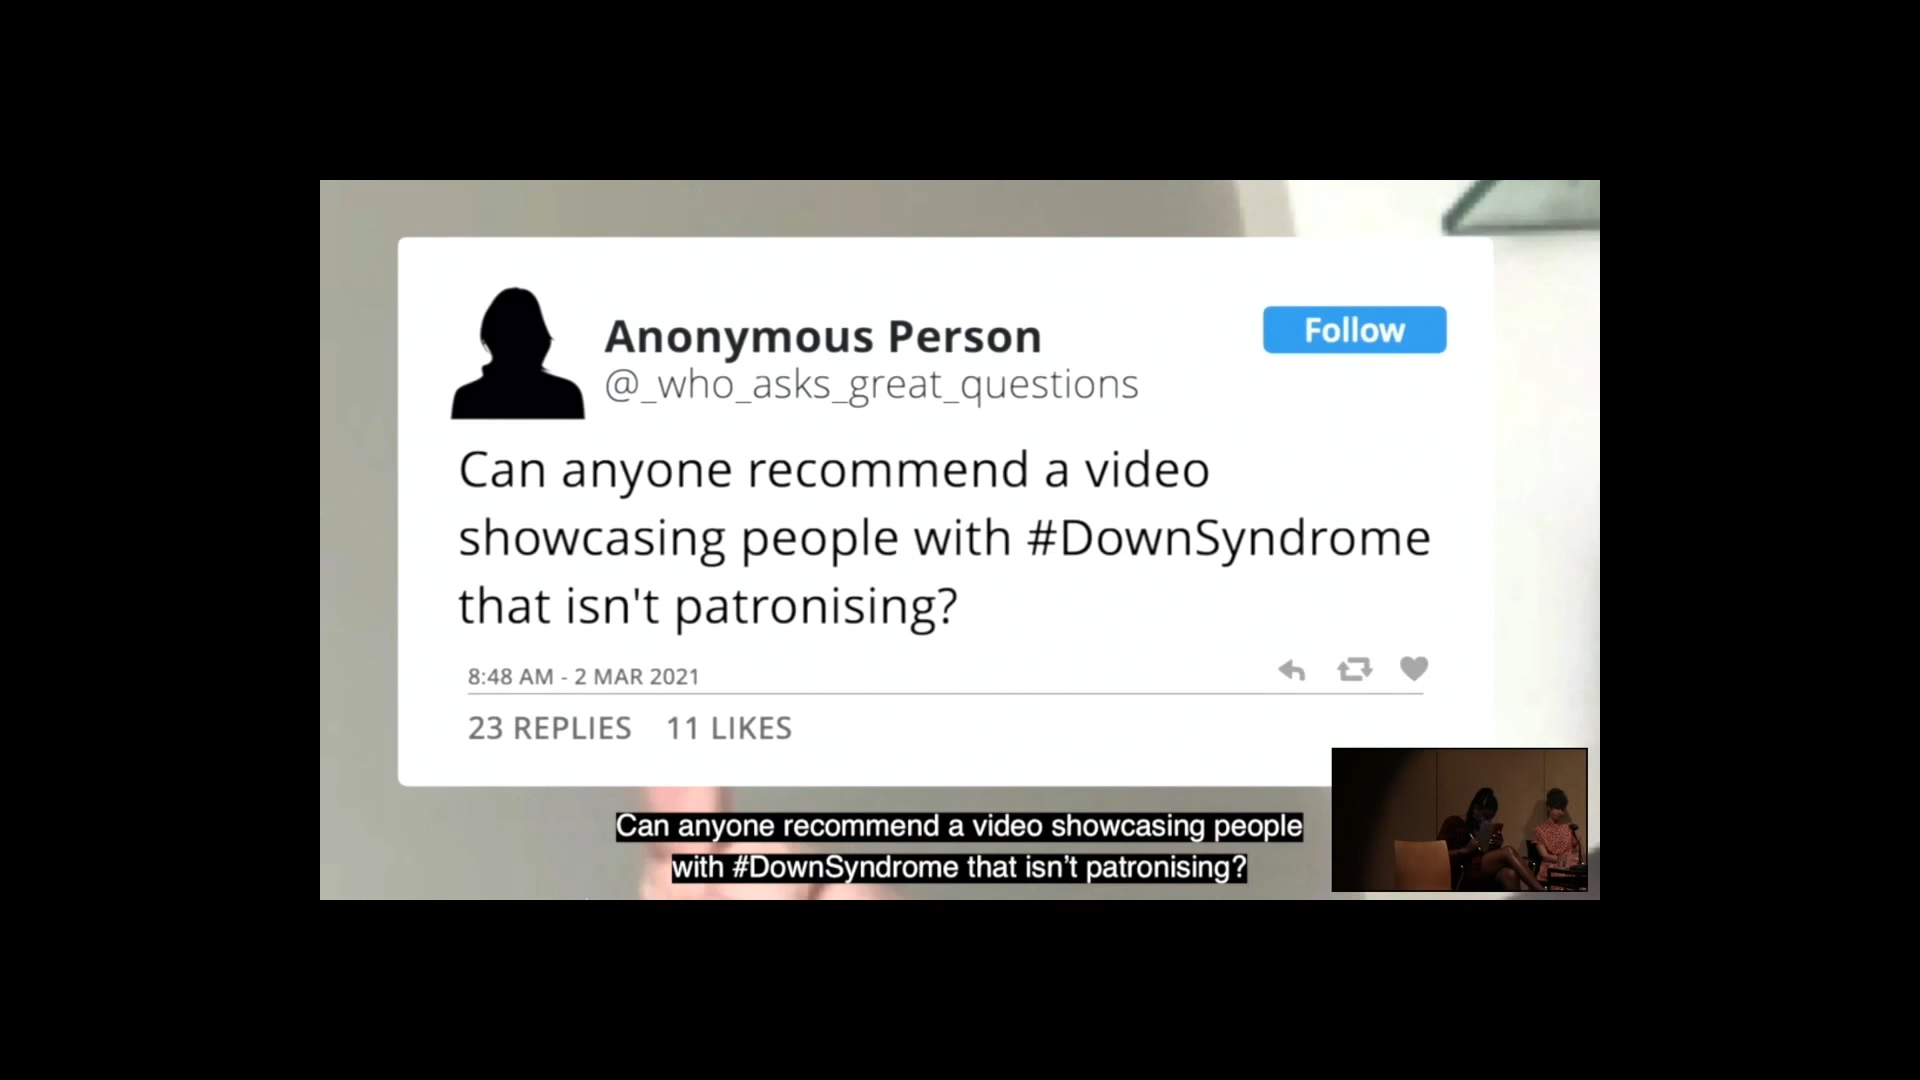 Anonymous Person
Follow
@_who_asks_great_questions
Can anyone recommend a video
showcasing people with #DownSyndrome
that isn't patronising?
8:48 AM - 2 MAR 2021
23 REPLIES 11 LIKES
Can anyone recommend a video showcasing people
with #DownSyndrome that isn't patronising?